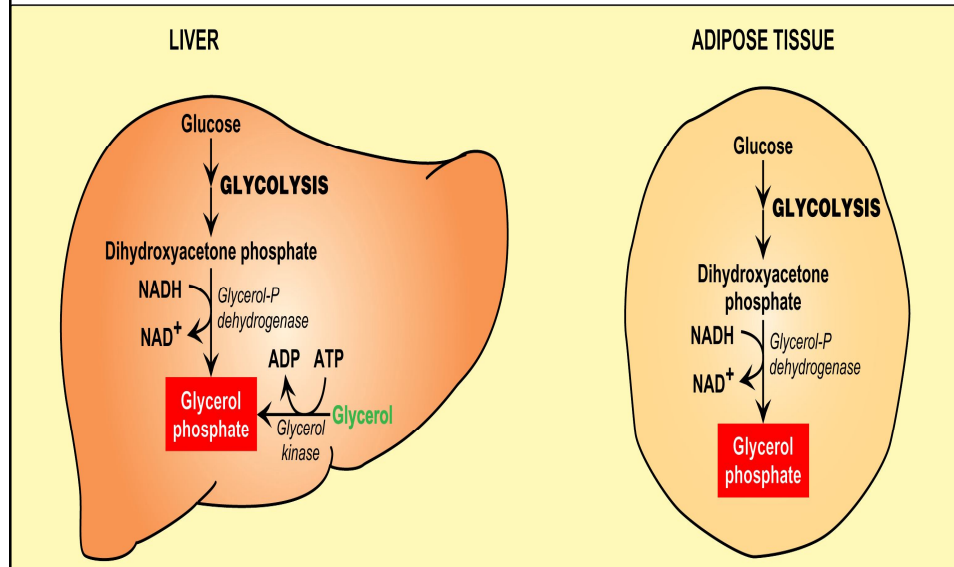 LIVER
Glucose
GLYCOLYSIS
Dihydroxyacetone phosphate
NADH
Glycerol-P
dehydrogenase
NAD+
ADP ATP
Glycerol
phosphate
Glycerol
Glycerol
kinase
ADIPOSE TISSUE
Glucose
GLYCOLYSIS
Dihydroxyacetone
phosphate
NADH
Glycerol-P
dehydrogenase
NAD+
Glycerol
phosphate